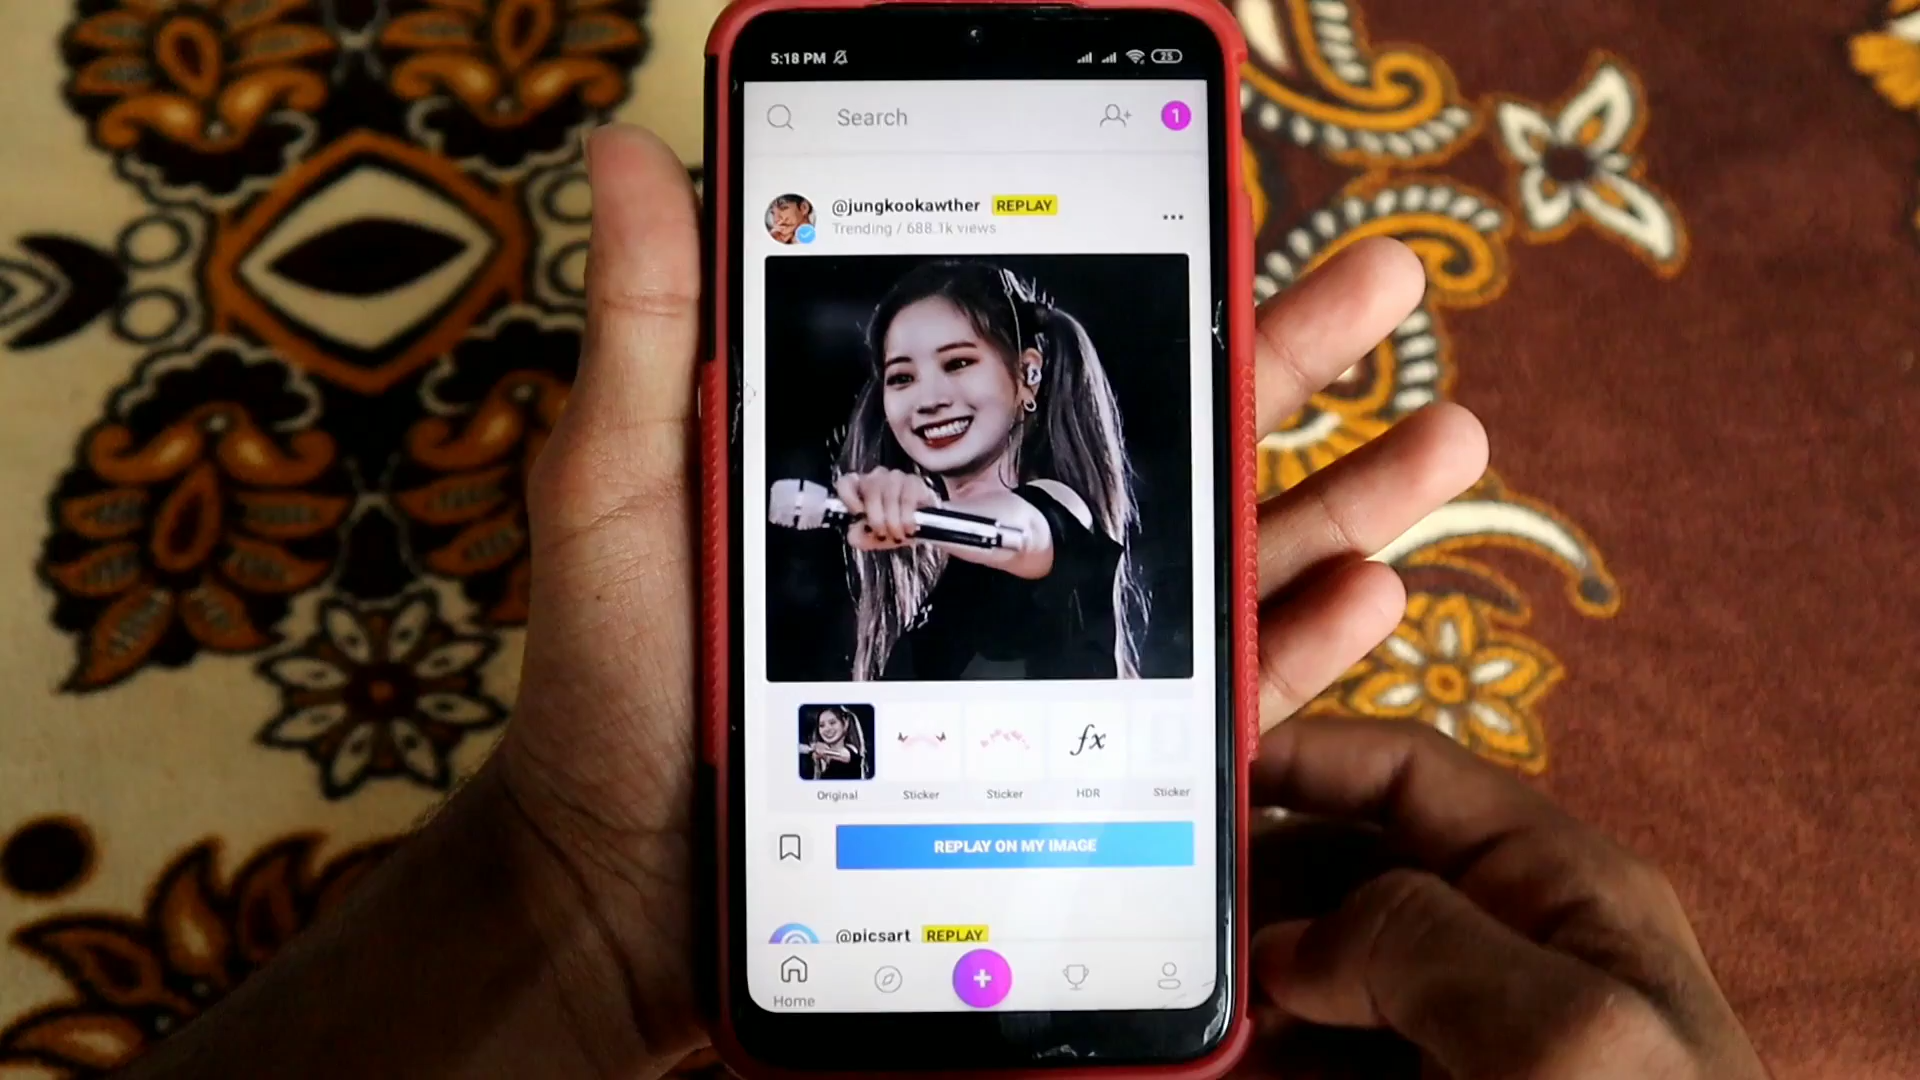 5:18 PM
25
Search
1
@jungkookawther REPLAY
Trending / 688.1k views
Original
Sticker
Sticker
fx
HDR
Sticker
REPLAY ON MY IMAGE
@picsart REPLAY
Home